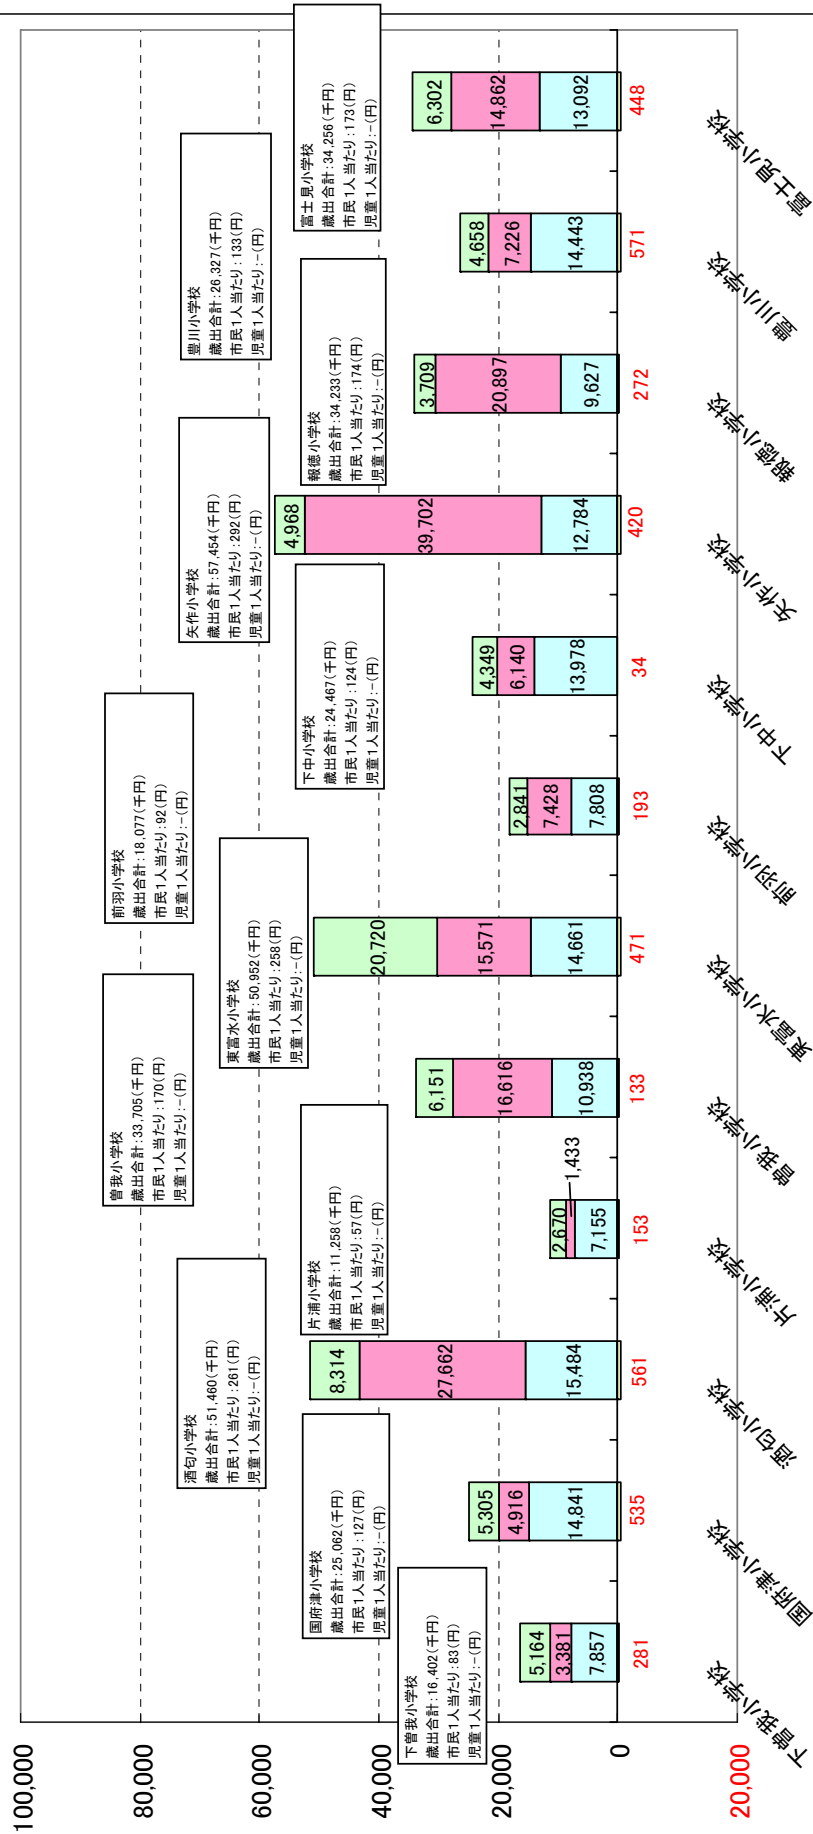 100,000
80,000
60,000
40,000
20,000
0
20,000
下曽我小学校
歳出合計:16,402(千円)
市民1人当たり:83(円)
児童1人当たり:-(円)
国府津小学校
歳出合計:25,062(千円)
市民1人当たり:127(円)
児童1人当たり:-(円)
酒匂小学校
歳出合計:51,460(千円)
市民1人当たり:261(円)
児童1人当たり:-(円)
片浦小学校
歳出合計:11,258(千円)
市民1人当たり:57(円)
児童1人当たり:-(円)
曽我小学校
歳出合計:33,705(千円)
市民1人当たり:170(円)
児童1人当たり:-(円)
東富水小学校
歳出合計:50,952(千円)
市民1人当たり:258(円)
児童1人当たり:-(円)
前羽小学校
歳出合計:18,077(千円)
市民1人当たり:92(円)
児童1人当たり:-(円)
下中小学校
歳出合計:24,467(千円)
市民1人当たり:124(円)
児童1人当たり:-(円)
矢作小学校
歳出合計:57,454(千円)
市民1人当たり:292(円)
児童1人当たり:-(円)
報徳小学校
歳出合計:34,233(千円)
市民1人当たり:174(円)
児童1人当たり:-(円)
豊川小学校
歳出合計:26,327(千円)
市民1人当たり:133(円)
児童1人当たり:-(円)
富士見小学校
歳出合計:34,256(千円)
市民1人当たり:173(円)
児童1人当たり:-(円)
5,164
3,381
7,857
281
下曽我小学校
5,305
4,916
14,841
535
国府津小学校
8,314
27,662
15,484
561
酒匂小学校
2,670
1,433
7,155
153
片浦小学校
6,151
16,616
10,938
133
曽我小学校
20,720
15,571
14,661
471
東富水小学校
2,841
7,428
7,808
193
前羽小学校
4,349
6,140
13,978
34
下中小学校
4,968
39,702
12,784
420
矢作小学校
3,709
20,897
9,627
272
報徳小学校
4,658
7,226
14,443
571
豊川小学校
6,302
14,862
13,092
448
富士見小学校